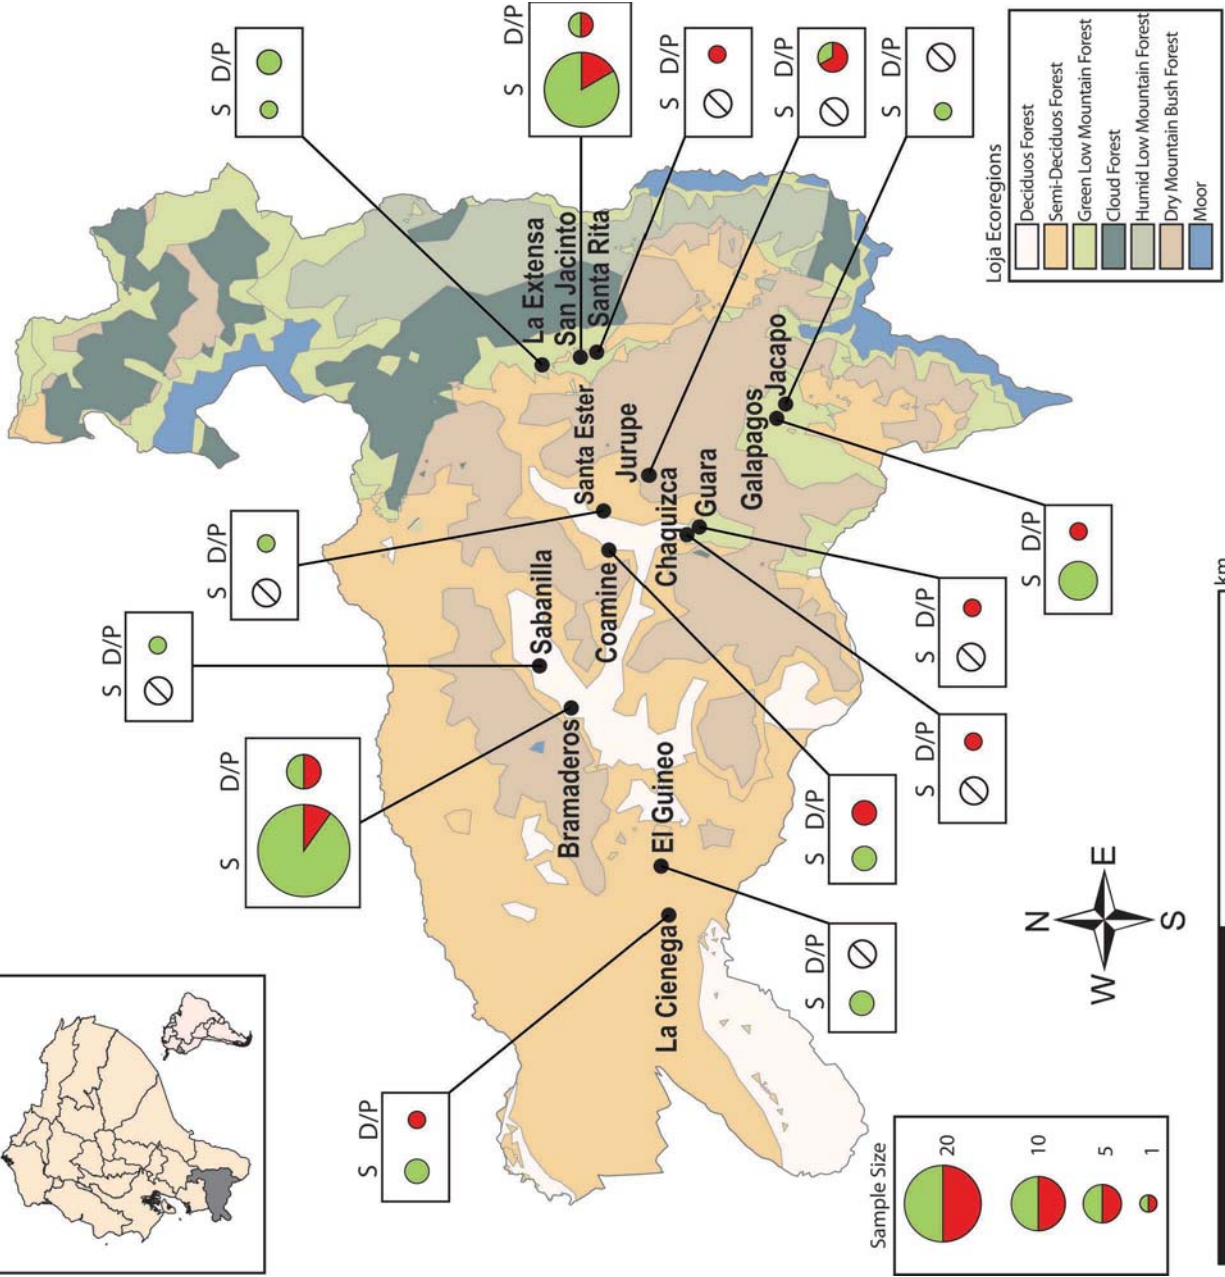 S D/P
S D/P
S D/P
S D/P
S D/P
Loja Ecoregions
Deciduos Forest
Semi-Deciduos Forest
Green Low Mountain Forest
Cloud Forest
Humid Low Mountain Forest
Dry Mountain Bush Forest
Moor
La Extensa
San Jacinto
Santa Rita
Santa Ester
Jurupe
Jacapo
Galapagos
Guara
Chaquizca
Coamine
Sabanilla
Bramaderos
El Guineo
La Cienega
S D/P
S D/P
S D/P
S D/P
S D/P
S D/P
S D/P
S D/P
S D/P
N
W E
S
Sample Size
20
10
5
1
km